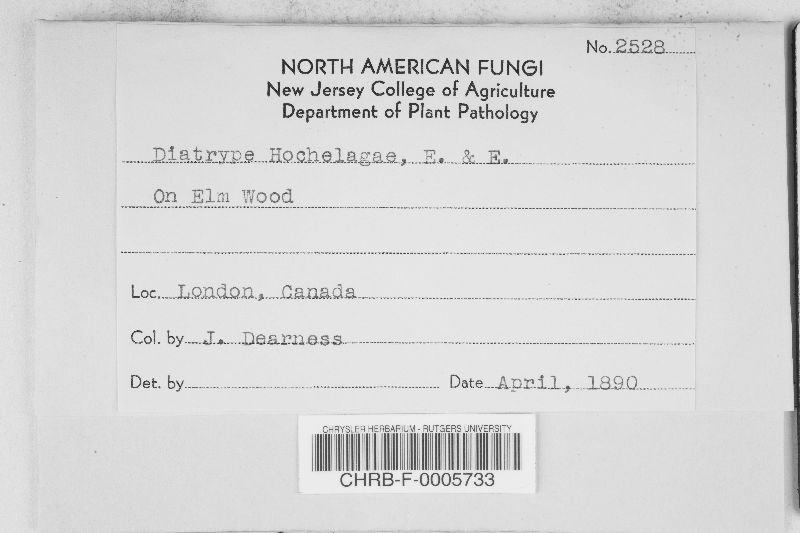 No. 2528
NORTH AMERICAN FUNGI
New Jersey College of Agriculture
Department of Plant Pathology
Diatrype Hochelagae, E. & E.
On Elm Wood
Loc. London, Canada
Col. by J. Dearness
Det. by Date April, 1890
CHRYSLER HERBARIUM - RUTGERS UNIVERSITY
CHRB-F-0005733